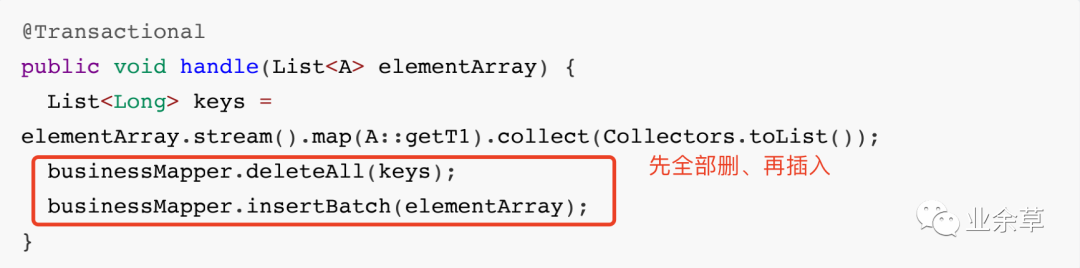 @Transactional
public void handle(List<A> elementArray) {
List<Long> keys =
elementArray.stream().map(A::getT1).collect(Collectors.toList());
businessMapper.deleteAll(keys);
先全部删、再插入
businessMapper.insertBatch(elementArray);
}
业余草